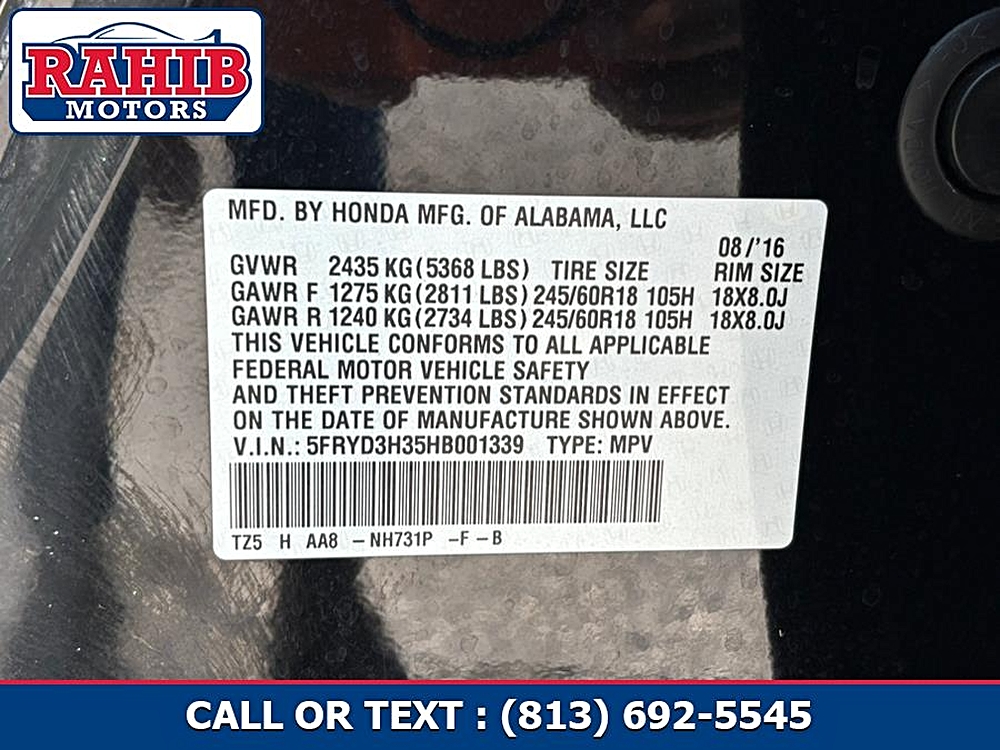 RAHIB
MOTORS
MFD. BY HONDA MFG. OF ALABAMA, LLC
08/'16
GVWR 2435 KG (5368 LBS) TIRE SIZE RIM SIZE
GAWR F 1275 KG (2811 LBS) 245/60R18 105H 18X8.0J
GAWR R 1240 KG (2734 LBS) 245/60R18 105H 18X8.0J
THIS VEHICLE CONFORMS TO ALL APPLICABLE
FEDERAL MOTOR VEHICLE SAFETY
AND THEFT PREVENTION STANDARDS IN EFFECT
ON THE DATE OF MANUFACTURE SHOWN ABOVE.
V.I.N.: 5FRYD3H35HB001339 TYPE: MPV
TZ5 H AA8 -NH731P -F-B
CALL OR TEXT : (813) 692-5545